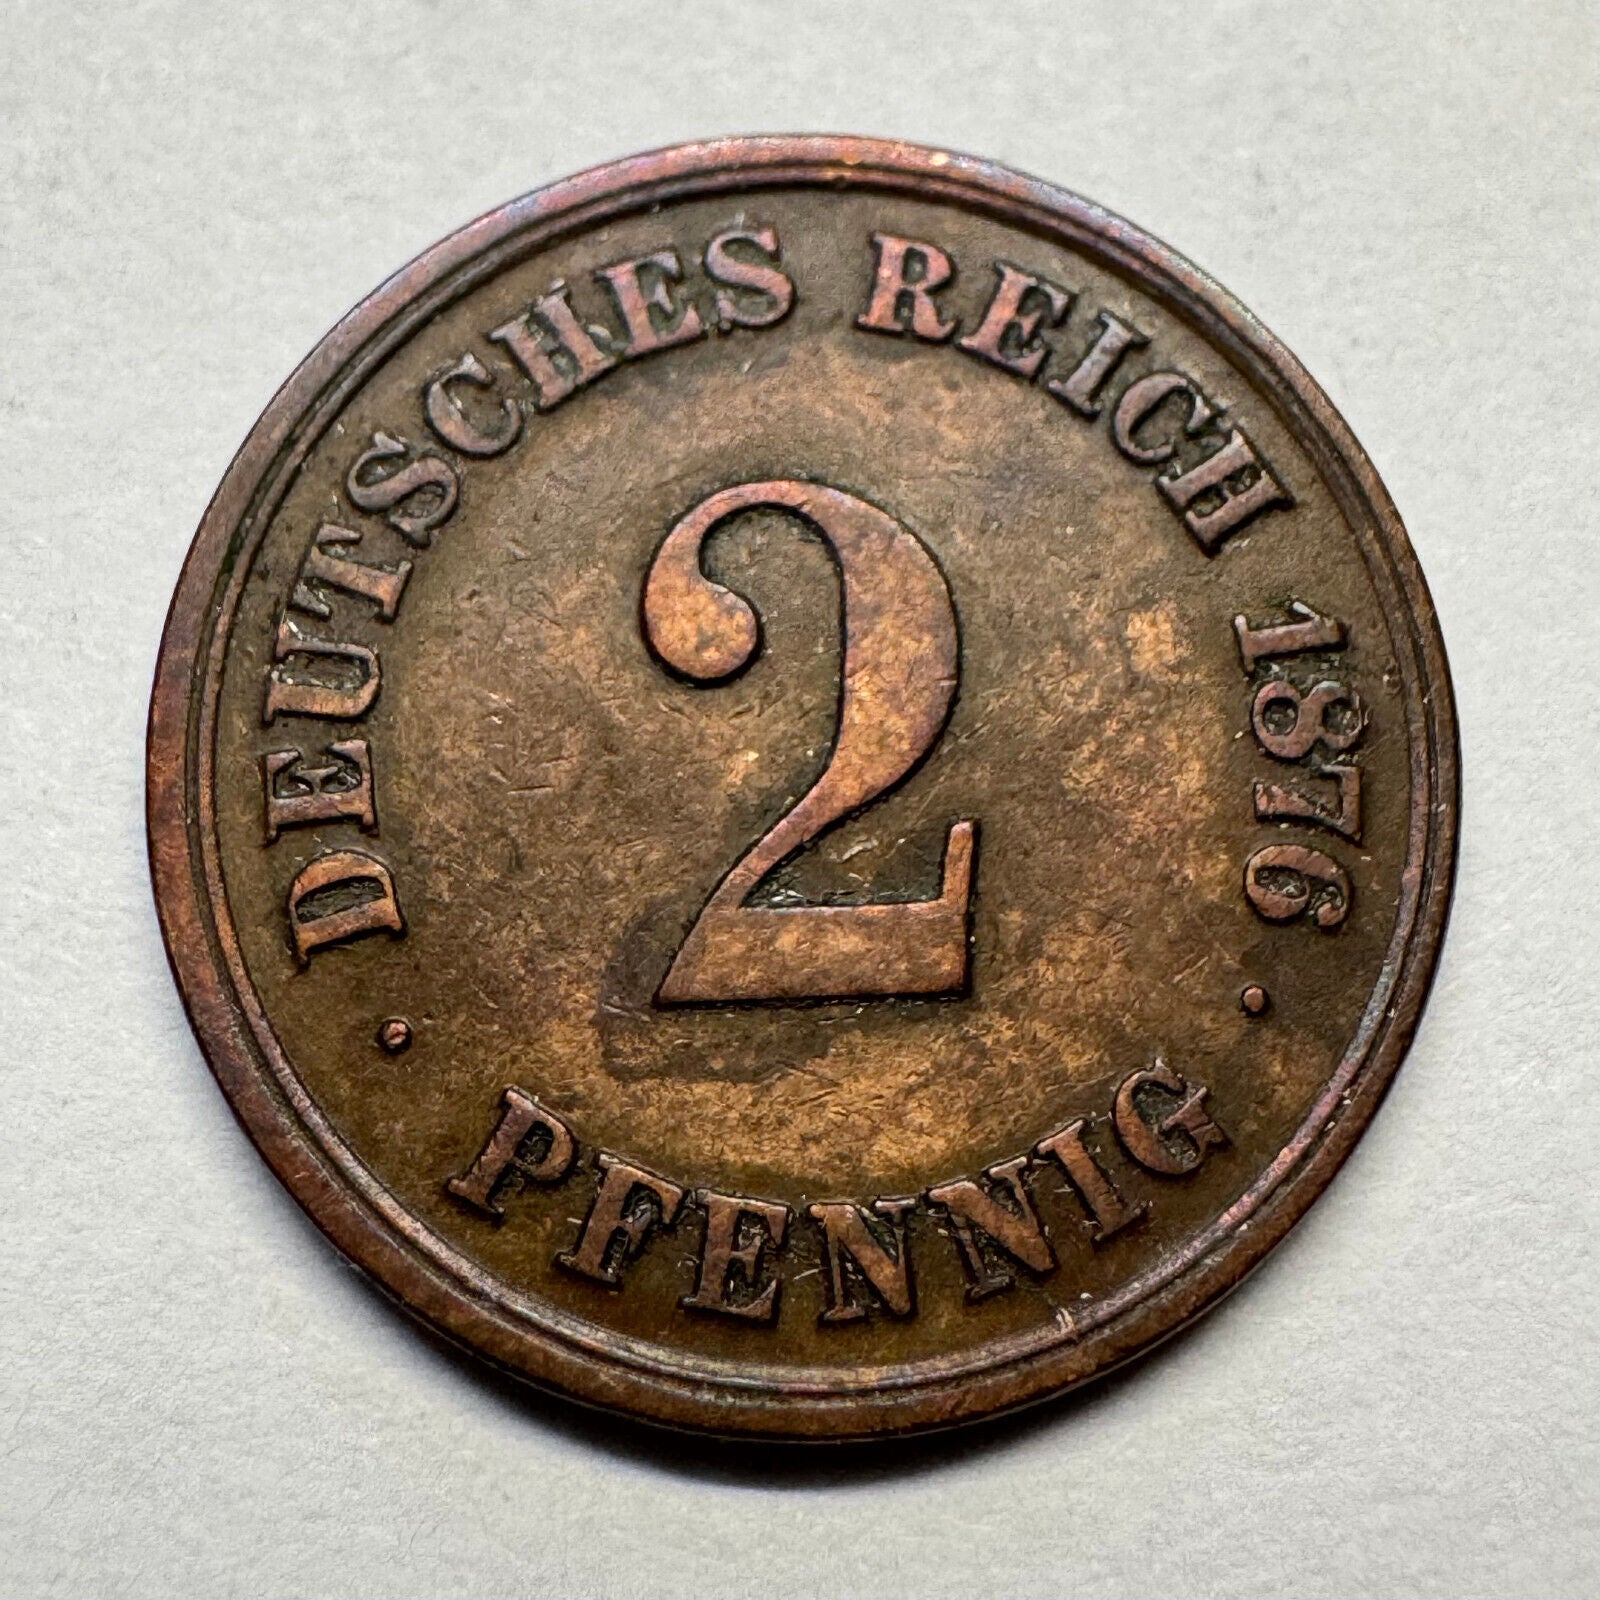 DEUTSCHES REICH 1876
2
· PFENNIG ·